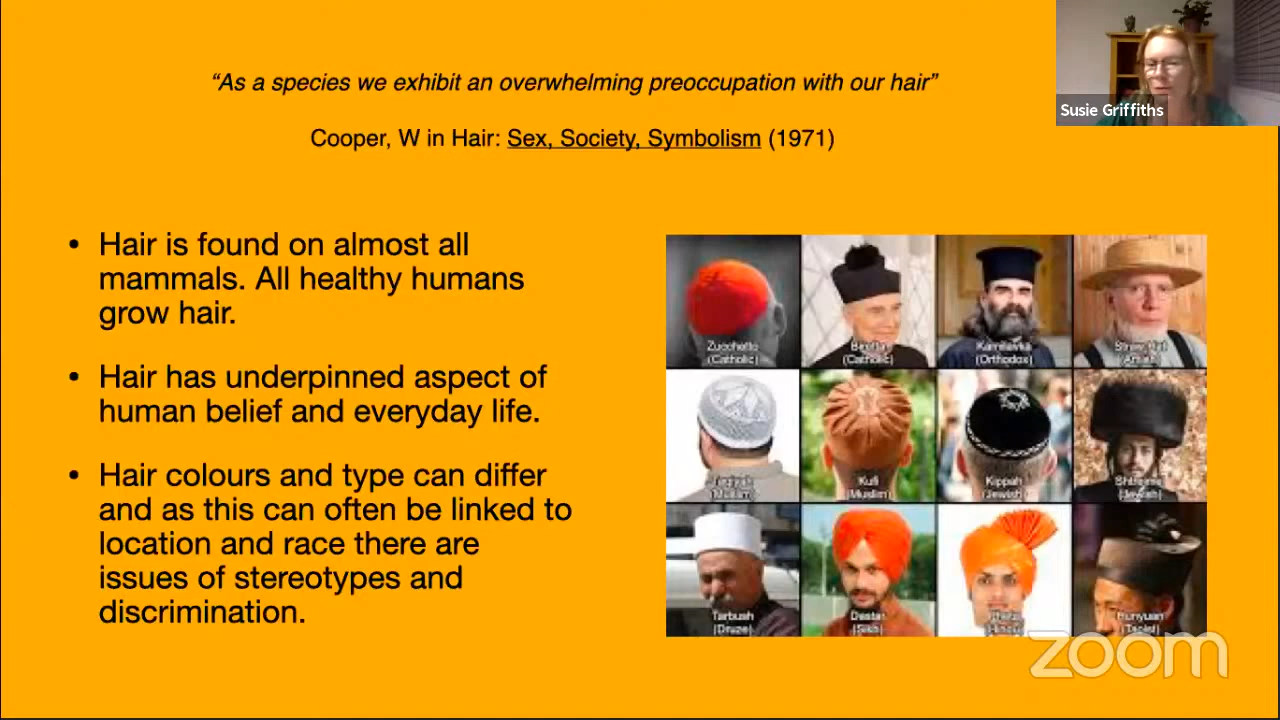 “As a species we exhibit an overwhelming preoccupation with our hair”
Susie Griffiths
Cooper, W in Hair: Sex, Society, Symbolism (1971)
• Hair is found on almost all
mammals. All healthy humans
grow hair.
• Hair has underpinned aspect of
human belief and everyday life.
• Hair colours and type can differ
and as this can often be linked to
location and race there are
issues of stereotypes and
discrimination.
Zucchetto
(Catholic)
Biretta
(Catholic)
Kamilavka
(Orthodox)
Straw Hat
(Amish)
(Muslim)
Kufi
(Muslim)
Kippah
(Jewish)
(Jewish)
Tarbush
(Druze)
Dastar
(Sikh)
(Hindu)
(Taoist)
zoom